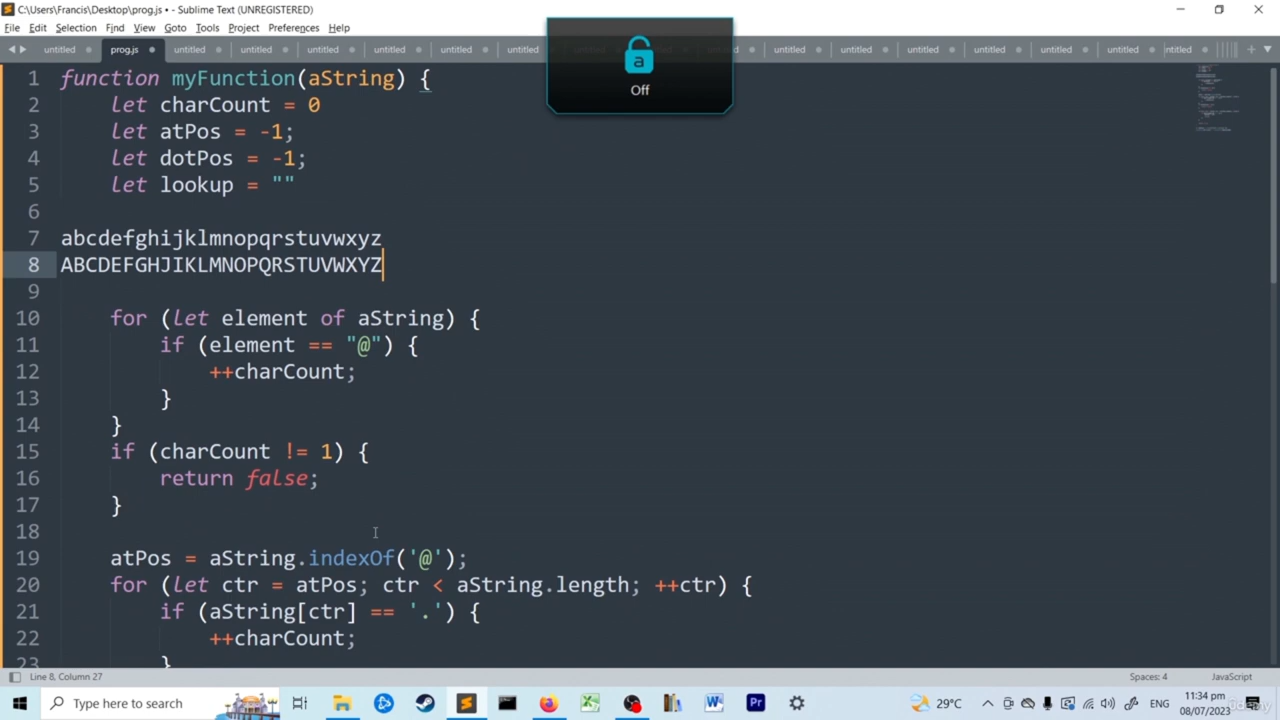 C:\Users\Francis\Desktop\prog.js • - Sublime Text (UNREGISTERED)
File Edit Selection Find View Goto Tools Project Preferences Help
untitled prog.js untitled untitled untitled untitled untitled untitled untitled untitled untitled untitled untitled untitled ntitled
Off
1 function myFunction(aString) {
2 let charCount = 0
3 let atPos = -1;
4 let dotPos = -1;
5 let lookup = ""
6
7 abcdefghijklmnopqrstuvwxyz
8 ABCDEFGHJIKLMNOPQRSTUVWXYZ
9
10 for (let element of aString) {
11 if (element == "@") {
12 ++charCount;
13 }
14 }
15 if (charCount != 1) {
16 return false;
17 }
18
19 atPos = aString.indexOf('@');
20 for (let ctr = atPos; ctr < aString.length; ++ctr) {
21 if (aString[ctr] == '.') {
22 ++charCount;
23 }
Line 8, Column 27 Spaces: 4 JavaScript
Type here to search 29°C ENG 11:34 pm
08/07/2023